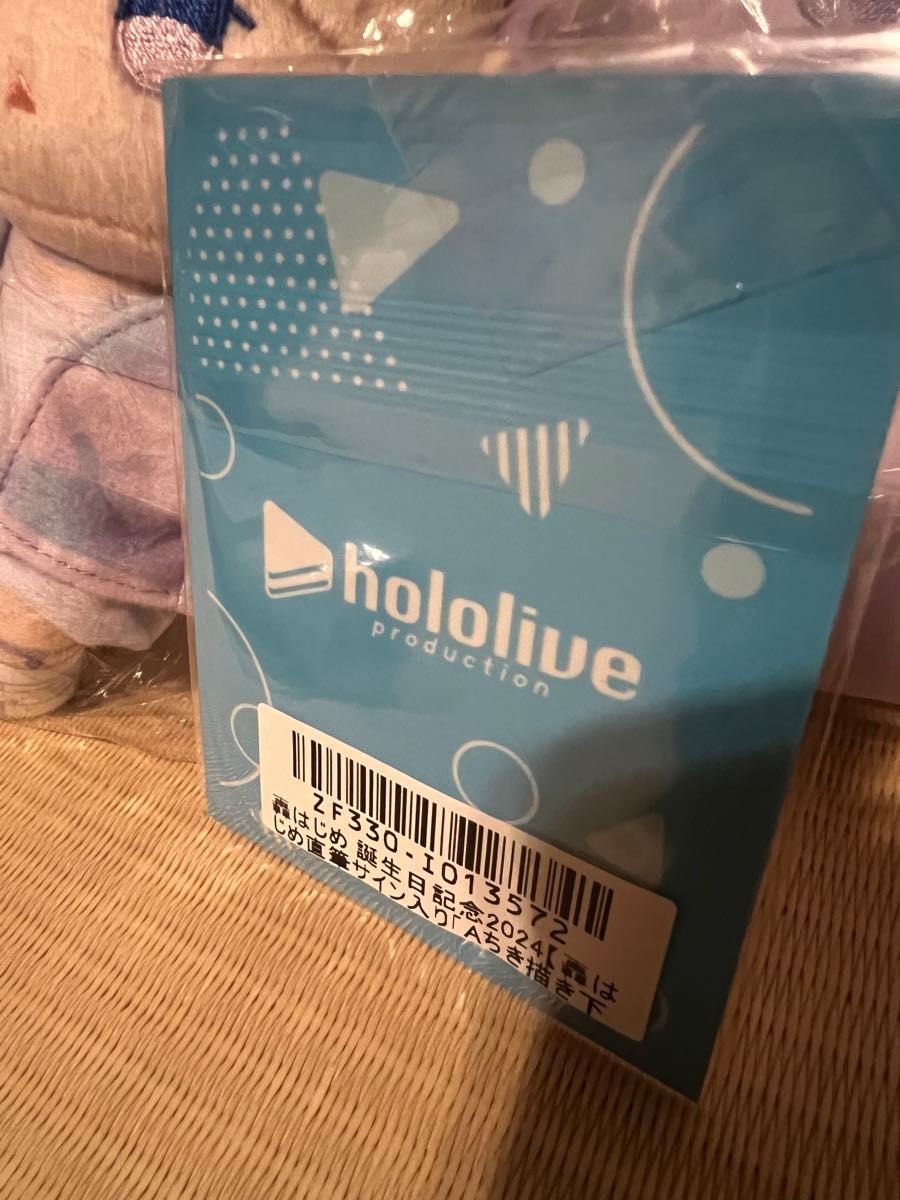 hololive
production
ZF330-I013572
轟はじめ 誕生日記念2024【轟は
じめ直筆サイン入り「Aちき描き下